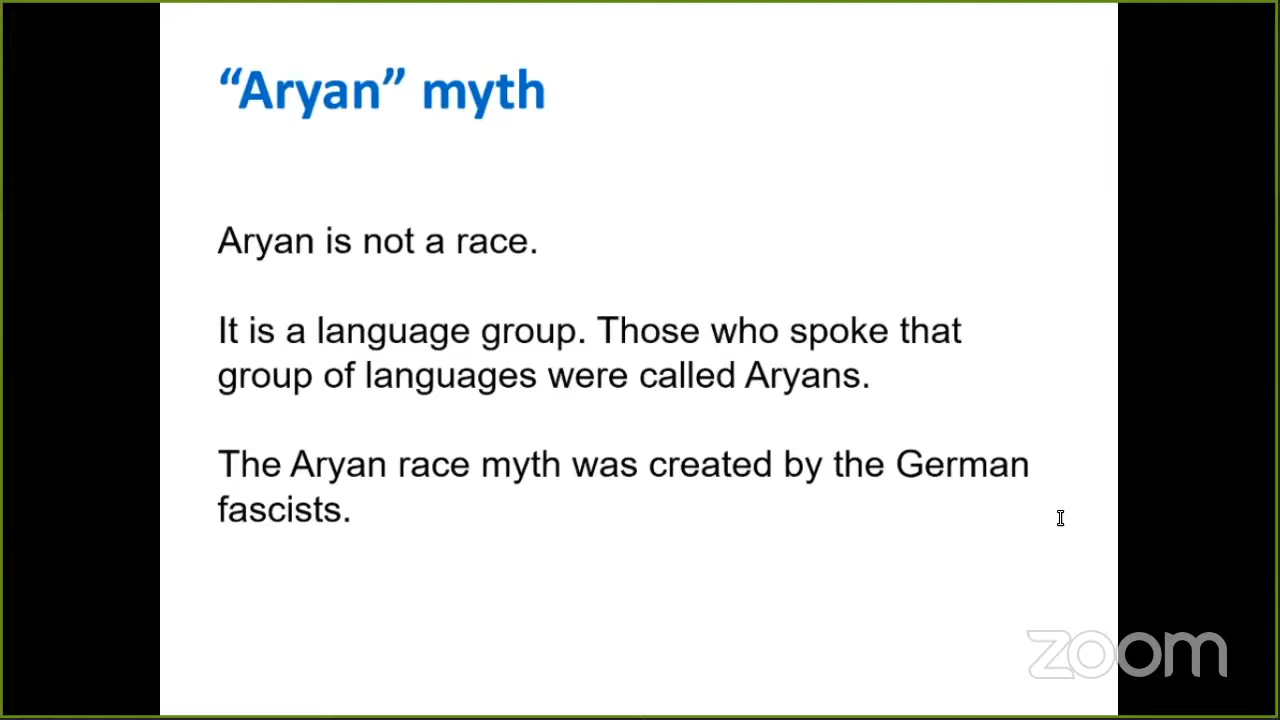 “Aryan” myth
Aryan is not a race.
It is a language group. Those who spoke that
group of languages were called Aryans.
The Aryan race myth was created by the German
fascists.
zoom